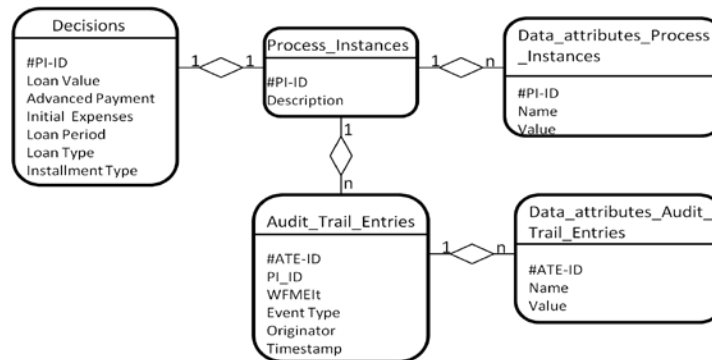 Decisions
#PI-ID
Loan Value
Advanced Payment
Initial Expenses
Loan Period
Loan Type
Installment Type
1
1
Process_Instances
#PI-ID
Description
1
n
Data_attributes_Process
_Instances
#PI-ID
Name
Value
1
n
Audit_Trail_Entries
#ATE-ID
PI_ID
WFMElt
Event Type
Originator
Timestamp
1
n
Data_attributes_Audit_
Trail_Entries
#ATE-ID
Name
Value